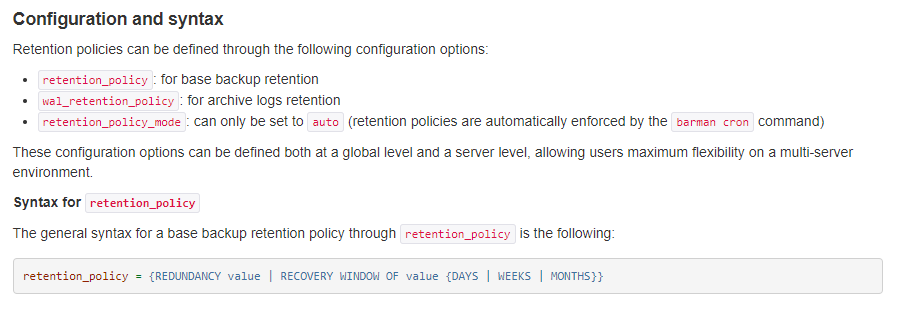 Configuration and syntax
Retention policies can be defined through the following configuration options:
• retention_policy: for base backup retention
• wal_retention_policy: for archive logs retention
• retention_policy_mode: can only be set to auto (retention policies are automatically enforced by the barman cron command)
These configuration options can be defined both at a global level and a server level, allowing users maximum flexibility on a multi-server
environment.
Syntax for retention_policy
The general syntax for a base backup retention policy through retention_policy is the following:
retention_policy = {REDUNDANCY value | RECOVERY WINDOW OF value {DAYS | WEEKS | MONTHS}}